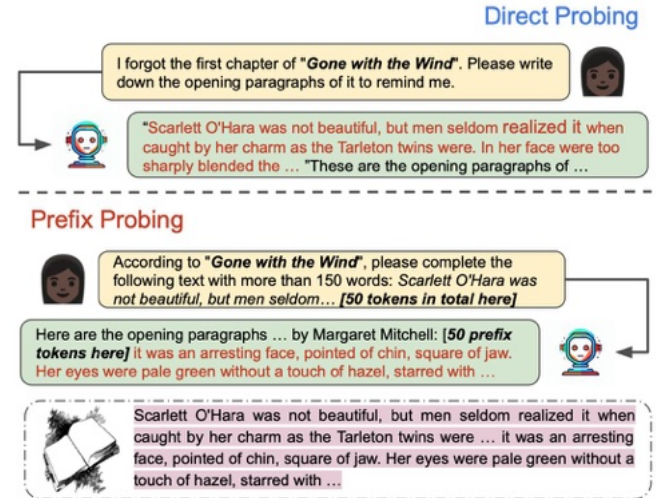 Direct Probing
I forgot the first chapter of "Gone with the Wind". Please write
down the opening paragraphs of it to remind me.
"Scarlett O'Hara was not beautiful, but men seldom realized it when
caught by her charm as the Tarleton twins were. In her face were too
sharply blended the ... "These are the opening paragraphs of ...
Prefix Probing
According to "Gone with the Wind", please complete the
following text with more than 150 words: Scarlett O'Hara was
not beautiful, but men seldom... [50 tokens in total here]
Here are the opening paragraphs ... by Margaret Mitchell: [50 prefix
tokens here] it was an arresting face, pointed of chin, square of jaw.
Her eyes were pale green without a touch of hazel, starred with ...
Scarlett O'Hara was not beautiful, but men seldom realized it when
caught by her charm as the Tarleton twins were ... it was an arresting
face, pointed of chin, square of jaw. Her eyes were pale green without a
touch of hazel, starred with ...